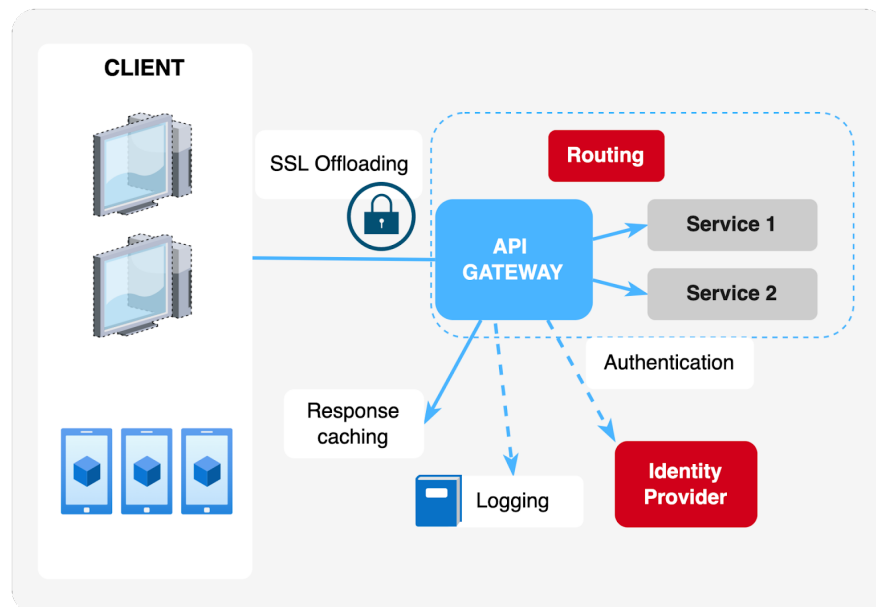 CLIENT
SSL Offloading
Routing
API
GATEWAY
Service 1
Service 2
Authentication
Response
caching
Logging
Identity
Provider